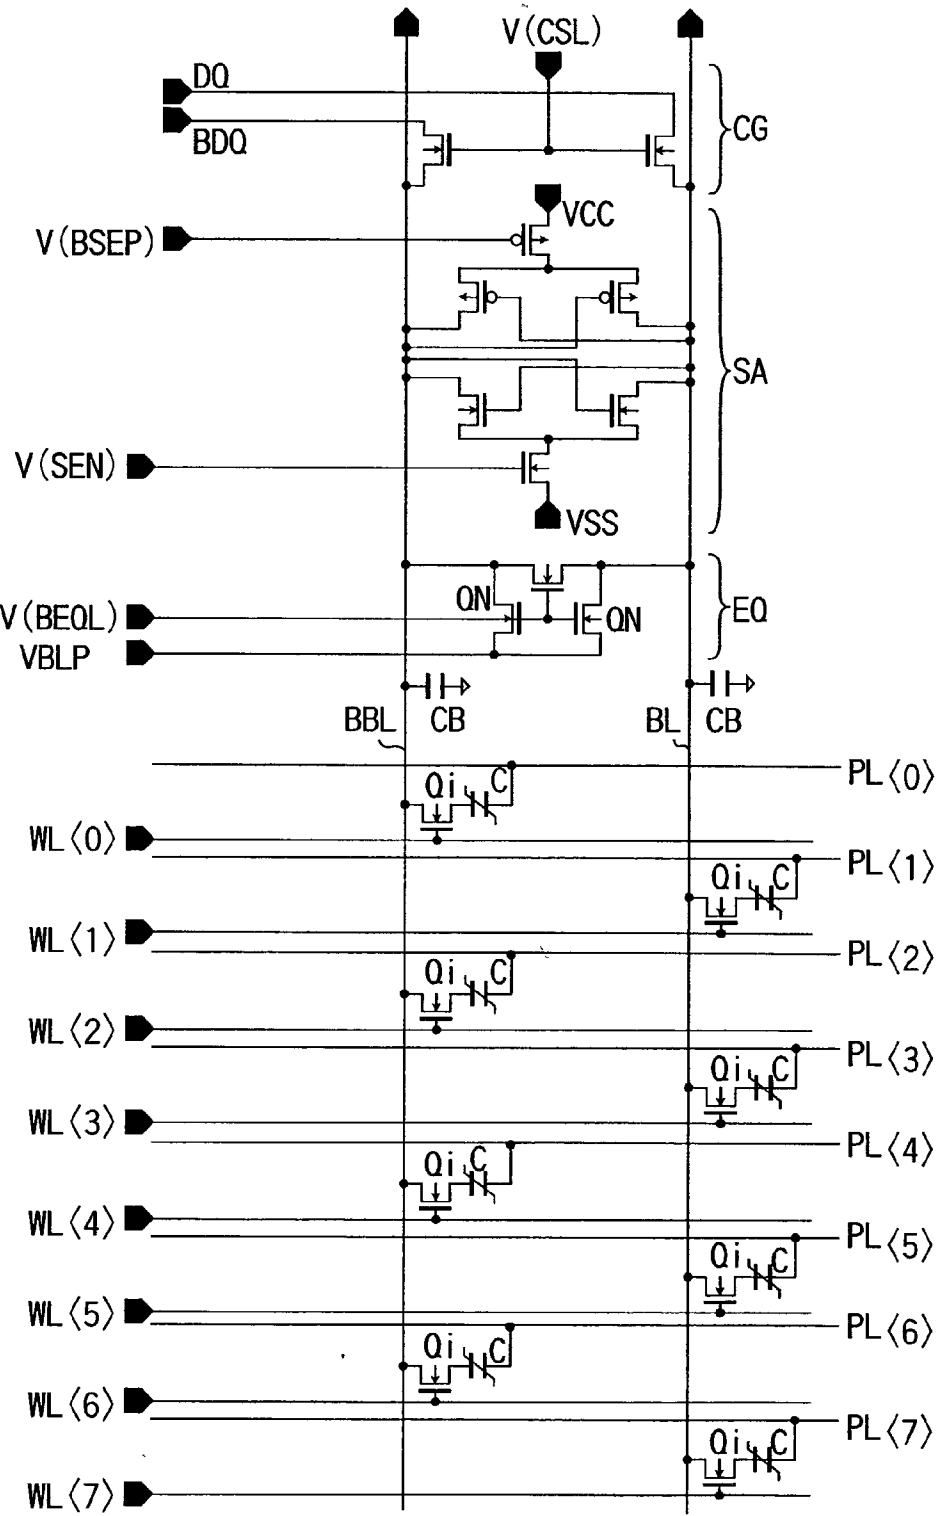 V(CSL)
DQ
BDQ
CG
VCC
V(BSEP)
SA
V(SEN)
VSS
QN
V(BEQL)
QN
EQ
VBLP
BBL
CB
BL
CB
PL〈0〉
Qi
C
WL〈0〉
PL〈1〉
Qi
C
WL〈1〉
PL〈2〉
Qi
C
WL〈2〉
PL〈3〉
Qi
C
WL〈3〉
PL〈4〉
Qi
C
WL〈4〉
PL〈5〉
Qi
C
WL〈5〉
PL〈6〉
Qi
C
WL〈6〉
PL〈7〉
Qi
C
WL〈7〉